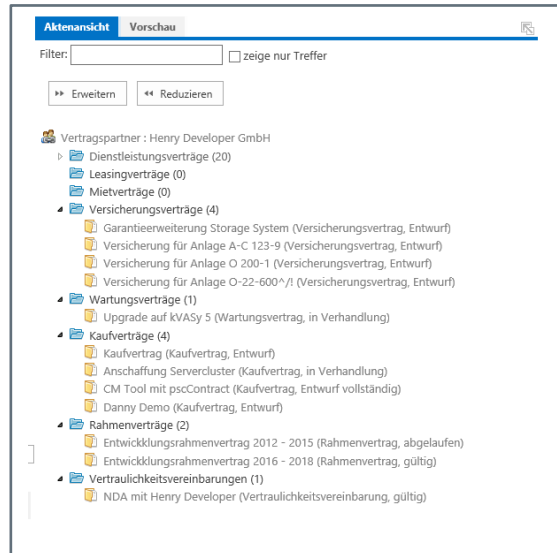 Aktenansicht Vorschau
Filter: zeige nur Treffer
Erweitern Reduzieren
Vertragspartner : Henry Developer GmbH
Dienstleistungsverträge (20)
Leasingverträge (0)
Mietverträge (0)
Versicherungsverträge (4)
Garantieerweiterung Storage System (Versicherungsvertrag, Entwurf)
Versicherung für Anlage A-C 123-9 (Versicherungsvertrag, Entwurf)
Versicherung für Anlage O 200-1 (Versicherungsvertrag, Entwurf)
Versicherung für Anlage O-22-600^/! (Versicherungsvertrag, Entwurf)
Wartungsverträge (1)
Upgrade auf kVASy 5 (Wartungsvertrag, in Verhandlung)
Kaufverträge (4)
Kaufvertrag (Kaufvertrag, Entwurf)
Anschaffung Servercluster (Kaufvertrag, in Verhandlung)
CM Tool mit pscContract (Kaufvertrag, Entwurf vollständig)
Danny Demo (Kaufvertrag, Entwurf)
Rahmenverträge (2)
Entwickklungsrahmenvertrag 2012 - 2015 (Rahmenvertrag, abgelaufen)
Entwickklungsrahmenvertrag 2016 - 2018 (Rahmenvertrag, gültig)
Vertraulichkeitsvereinbarungen (1)
NDA mit Henry Developer (Vertraulichkeitsvereinbarung, gültig)